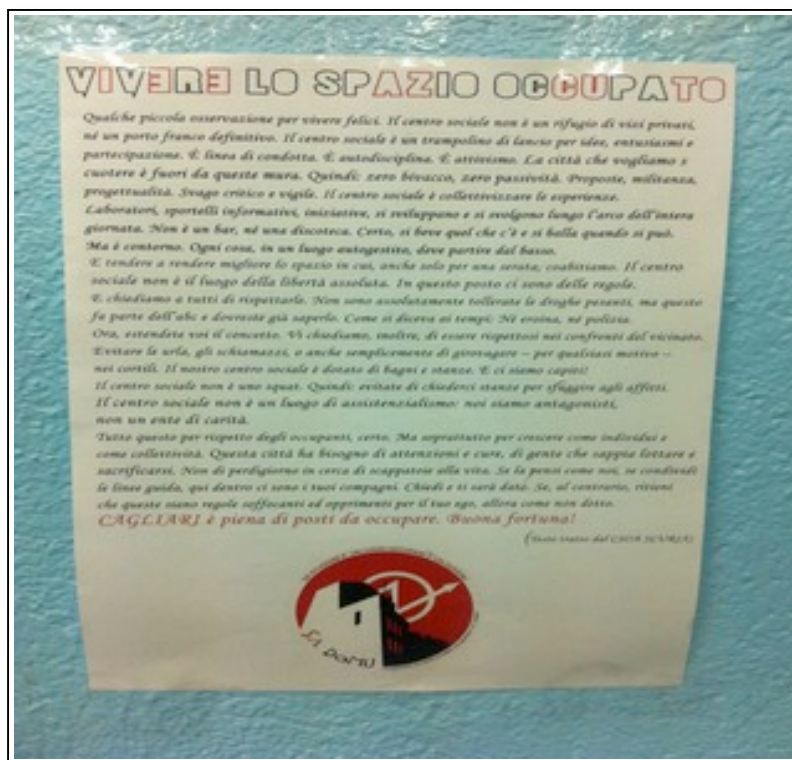 VIVERE LO SPAZIO OCCUPATO
Qualche piccola osservazione per vivere felici. Il centro sociale non è un rifugio di vizi privati,
né un porto franco definitivo. Il centro sociale è un trampolino di lancio per idee, entusiasmi e
partecipazione. È linea di condotta. È autodisciplina. È attivismo. La città che vogliamo s
cuotere è fuori da queste mura. Quindi: zero bivacco, zero passività. Proposte, militanza,
progettualità. Svago critico e vigile. Il centro sociale è collettivizzare le esperienze.
Laboratori, sportelli informativi, iniziative, si sviluppano e si svolgono lungo l'arco dell'intera
giornata. Non è un bar, né una discoteca. Certo, si beve quel che c'è e si balla quando si può.
Ma è contorno. Ogni cosa, in un luogo autogestito, deve partire dal basso.
E tendere a rendere migliore lo spazio in cui, anche solo per una serata, coabitiamo. Il centro
sociale non è il luogo della libertà assoluta. In questo posto ci sono delle regole.
E chiediamo a tutti di rispettarle. Non sono assolutamente tollerate le droghe pesanti, ma questo
fa parte dell'abc e dovreste già saperlo. Come si diceva ai tempi: Né eroina, né polizia.
Ora, estendete voi il concetto. Vi chiediamo, inoltre, di essere rispettosi nei confronti del vicinato.
Evitare le urla, gli schiamazzi, o anche semplicemente di girovagare – per qualsiasi motivo –
nei cortili. Il nostro centro sociale è dotato di bagni e stanze. E ci siamo capiti!
Il centro sociale non è uno squat. Quindi: evitate di chiederci stanze per sfuggire agli affitti.
Il centro sociale non è un luogo di assistenzialismo: noi siamo antagonisti,
non un ente di carità.
Tutto questo per rispetto degli occupanti, certo. Ma soprattutto per crescere come individui e
come collettività. Questa città ha bisogno di attenzioni e cure, di gente che sappia lottare e
sacrificarsi. Non di perdigiorno in cerca di scappatoie alla vita. Se la pensi come noi, se condividi
le linee guida, qui dentro ci sono i tuoi compagni. Chiedi e ti sarà dato. Se, al contrario, ritieni
che queste siano regole soffocanti ed opprimenti per il tuo ego, allora come non detto.
CAGLIARI è piena di posti da occupare. Buona fortuna!
(Testo tratto dal CSOA SCURIA)
Sa DOMU